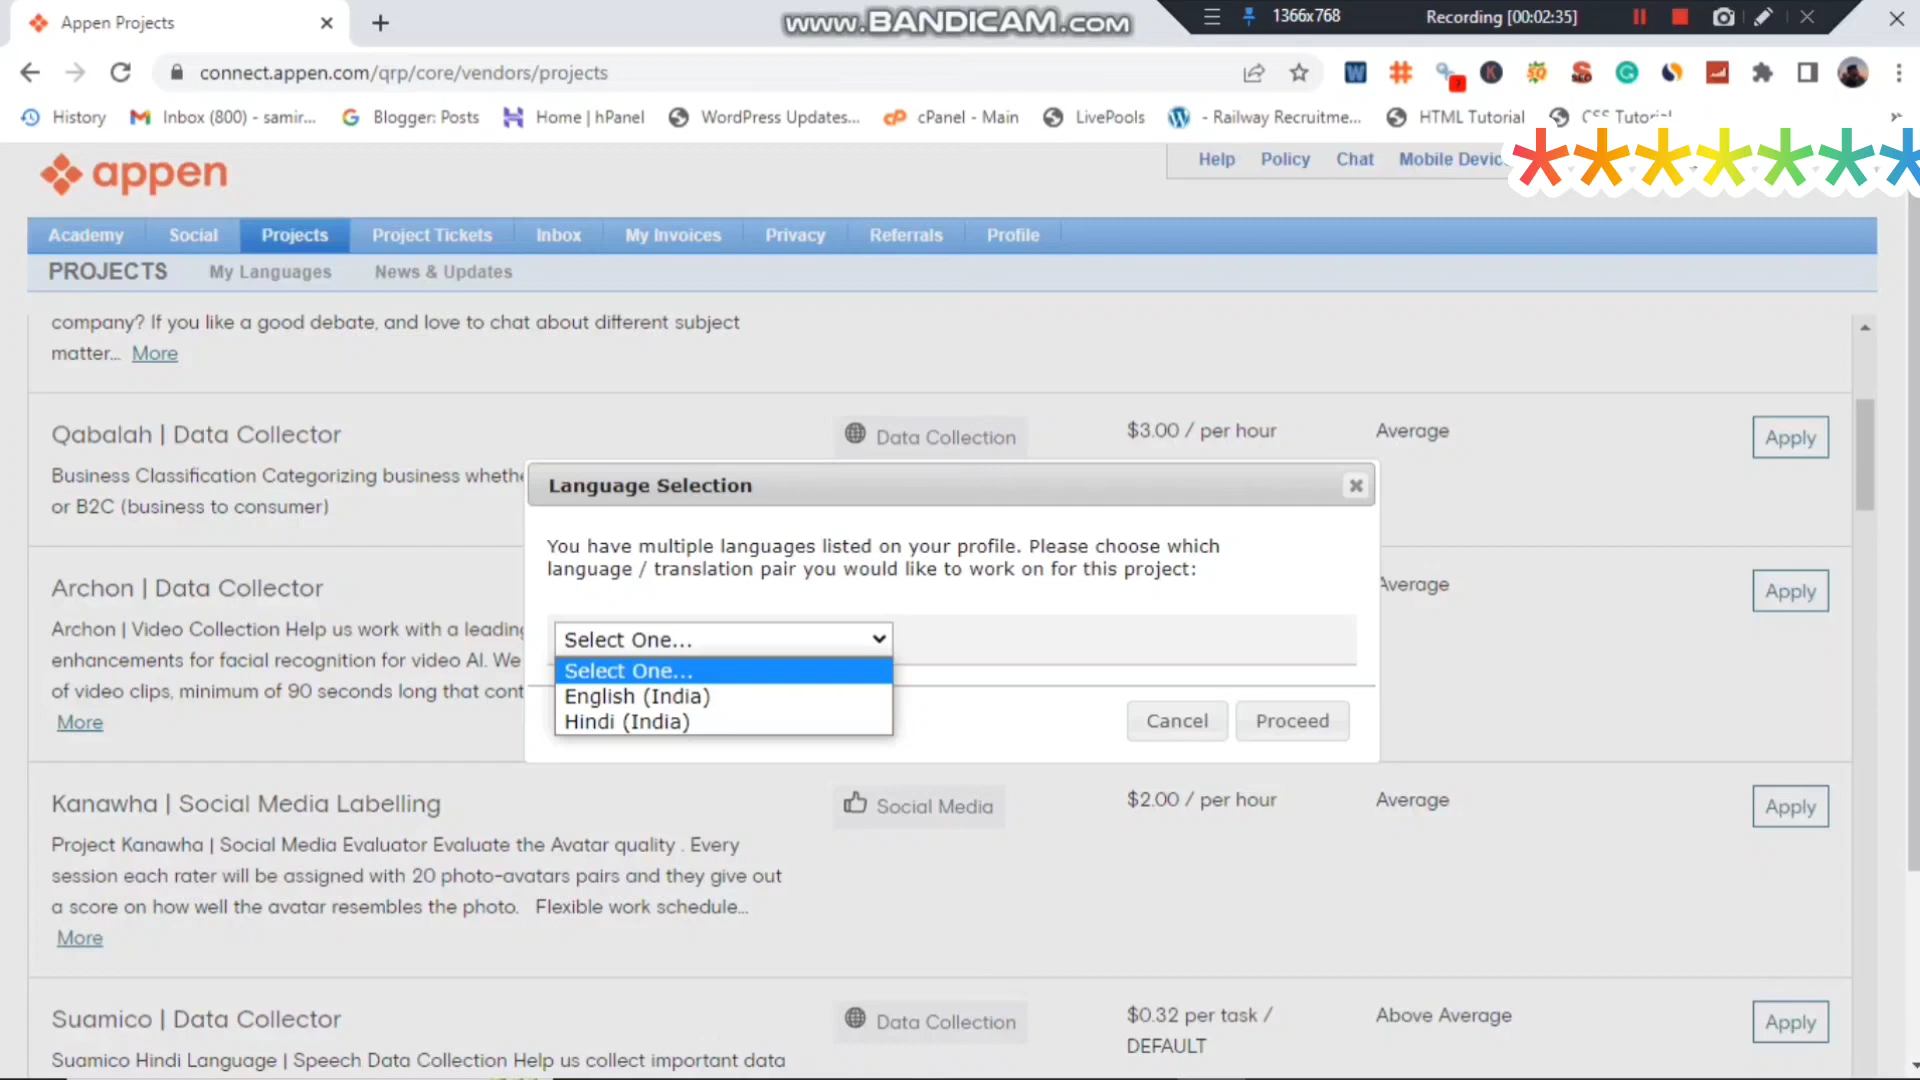 Appen Projects
www.BANDICAM.com
1366x768
Recording [00:02:35]
connect.appen.com/qrp/core/vendors/projects
History
Inbox (800) - samir...
Blogger: Posts
Home | hPanel
WordPress Updates...
cPanel - Main
LivePools
- Railway Recruitme...
HTML Tutorial
CSS Tutorial
appen
Help
Policy
Chat
Mobile Devic
Academy
Social
Projects
Project Tickets
Inbox
My Invoices
Privacy
Referrals
Profile
PROJECTS
My Languages
News & Updates
company? If you like a good debate, and love to chat about different subject
matter... More
Qabalah | Data Collector
Data Collection
$3.00 / per hour
Average
Apply
Business Classification Categorizing business whethe
or B2C (business to consumer)
Language Selection
You have multiple languages listed on your profile. Please choose which
language / translation pair you would like to work on for this project:
Select One...
Select One...
English (India)
Hindi (India)
Cancel
Proceed
Archon | Data Collector
Average
Apply
Archon | Video Collection Help us work with a leading
enhancements for facial recognition for video AI. We
of video clips, minimum of 90 seconds long that cont
More
Kanawha | Social Media Labelling
Social Media
$2.00 / per hour
Average
Apply
Project Kanawha | Social Media Evaluator Evaluate the Avatar quality . Every
session each rater will be assigned with 20 photo-avatars pairs and they give out
a score on how well the avatar resembles the photo. Flexible work schedule...
More
Suamico | Data Collector
Data Collection
$0.32 per task /
DEFAULT
Above Average
Apply
Suamico Hindi Language | Speech Data Collection Help us collect important data